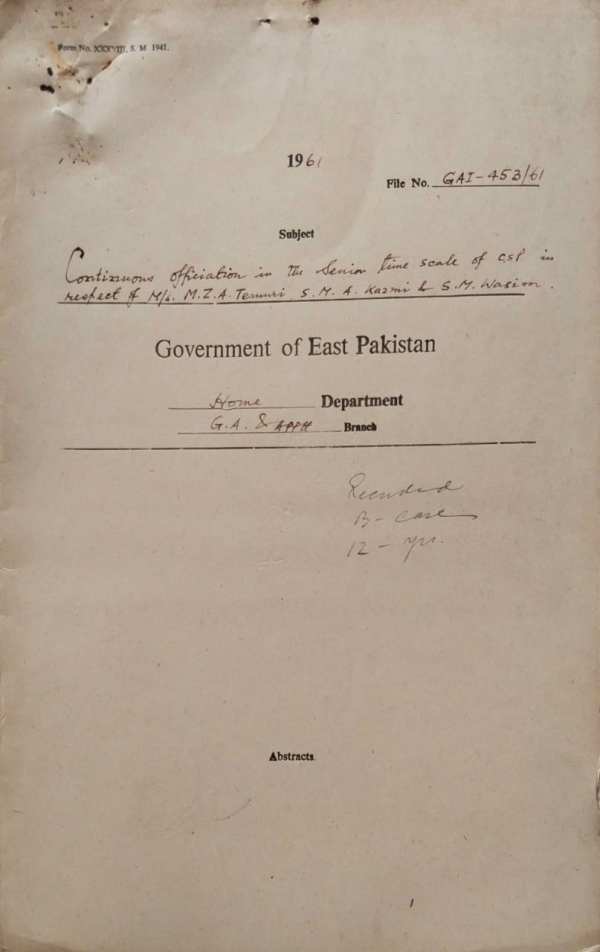 Form No. XXXVIII, S. M 1941.
1961
File No. GAI-453/61
Subject
Continuous officiation in the Senior time scale of CSP in
respect of M/s. M.Z.A. Temuri S.M.A. Kazmi & S.M. Wasim.
Government of East Pakistan
Home Department
G.A. & APPtt Branch
Recorded
B- Case
12- yrs.
Abstracts.